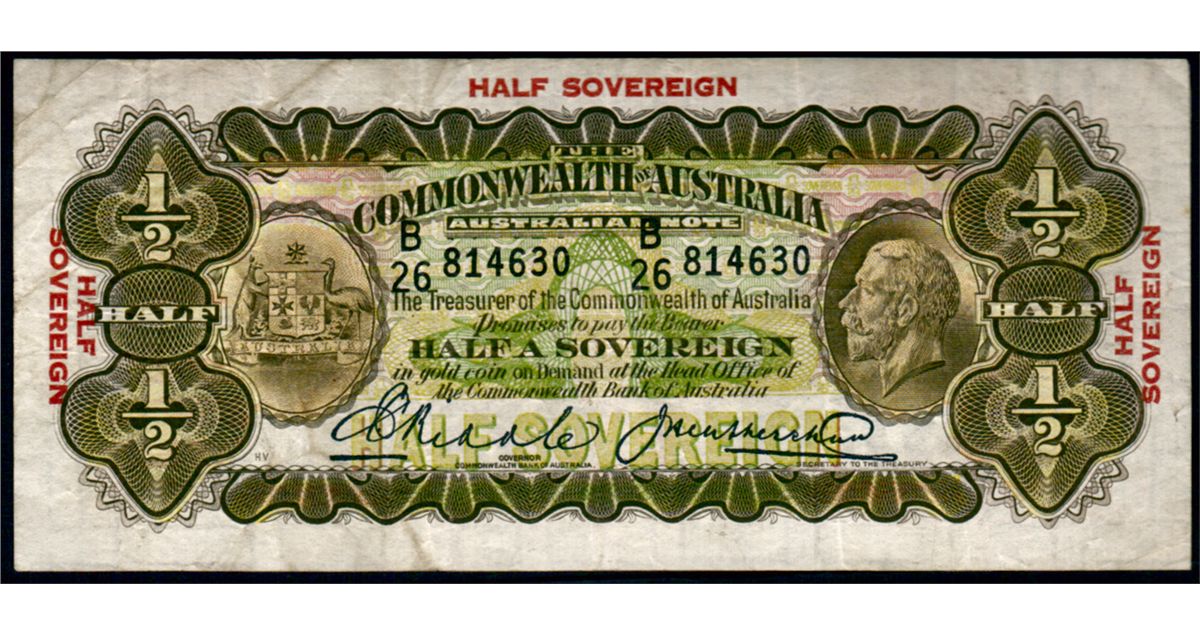 HALF SOVEREIGN
THE
COMMONWEALTH OF AUSTRALIA
AUSTRALIAN NOTE
B
26 814630
B
26 814630
The Treasurer of the Commonwealth of Australia
Promises to pay the Bearer
HALF A SOVEREIGN
in gold coin on Demand at the Head Office of
the Commonwealth Bank of Australia
HALF SOVEREIGN
GOVERNOR
COMMONWEALTH BANK OF AUSTRALIA.
SECRETARY TO THE TREASURY
HV
1/2
HALF
1/2
1/2
HALF
1/2
HALF
SOVEREIGN
HALF
SOVEREIGN
AUSTRALIA